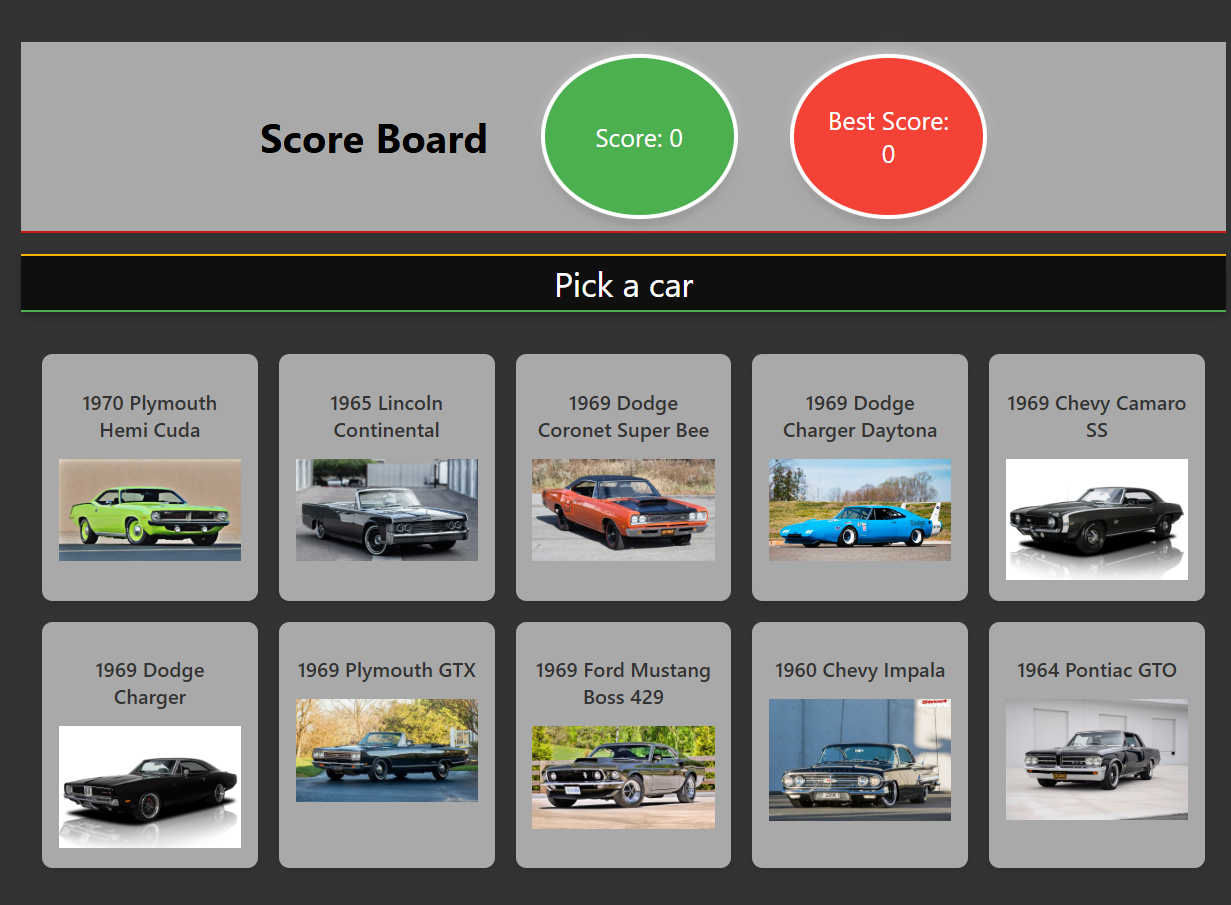 Score Board
Score: 0
Best Score:
0
Pick a car
1970 Plymouth
Hemi Cuda
1965 Lincoln
Continental
1969 Dodge
Coronet Super Bee
1969 Dodge
Charger Daytona
1969 Chevy Camaro
SS
1969 Dodge
Charger
1969 Plymouth GTX
1969 Ford Mustang
Boss 429
1960 Chevy Impala
1964 Pontiac GTO